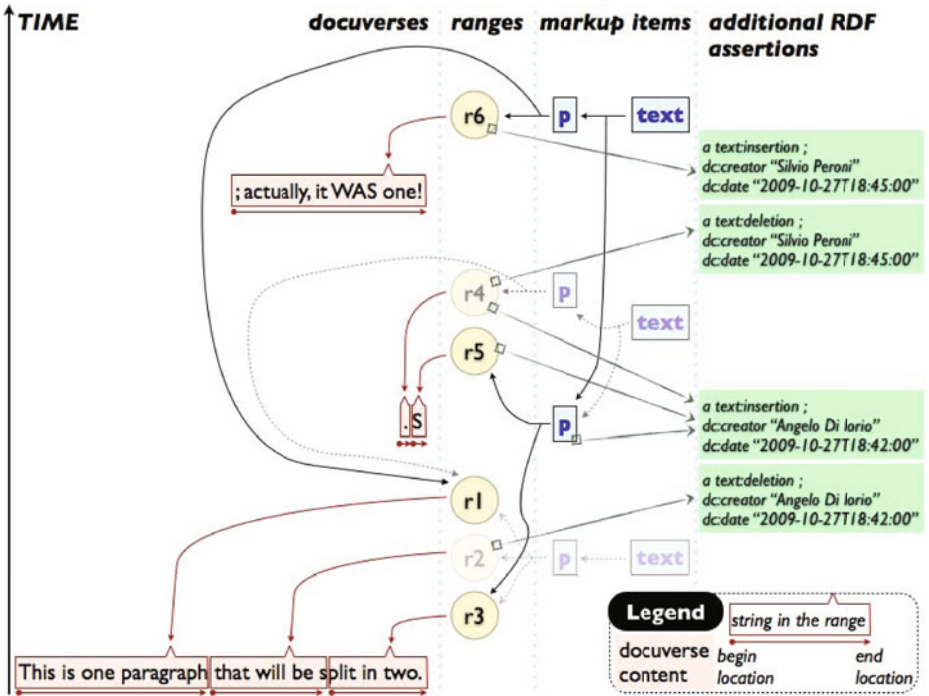 TIME docuverses ranges markup items additional RDF
assertions
r6 p text
a text:insertion ;
dc:creator “Silvio Peroni”
dc:date “2009-10-27T18:45:00”
; actually, it WAS one!
a text:deletion ;
dc:creator “Silvio Peroni”
dc:date “2009-10-27T18:45:00”
r4 p
text
r5
. S
p
a text:insertion ;
dc:creator “Angelo Di Iorio”
dc:date “2009-10-27T18:42:00”
a text:deletion ;
dc:creator “Angelo Di Iorio”
dc:date “2009-10-27T18:42:00”
r1
r2 p text
r3
This is one paragraph that will be split in two.
Legend
string in the range
docuverse
content
begin
location
end
location